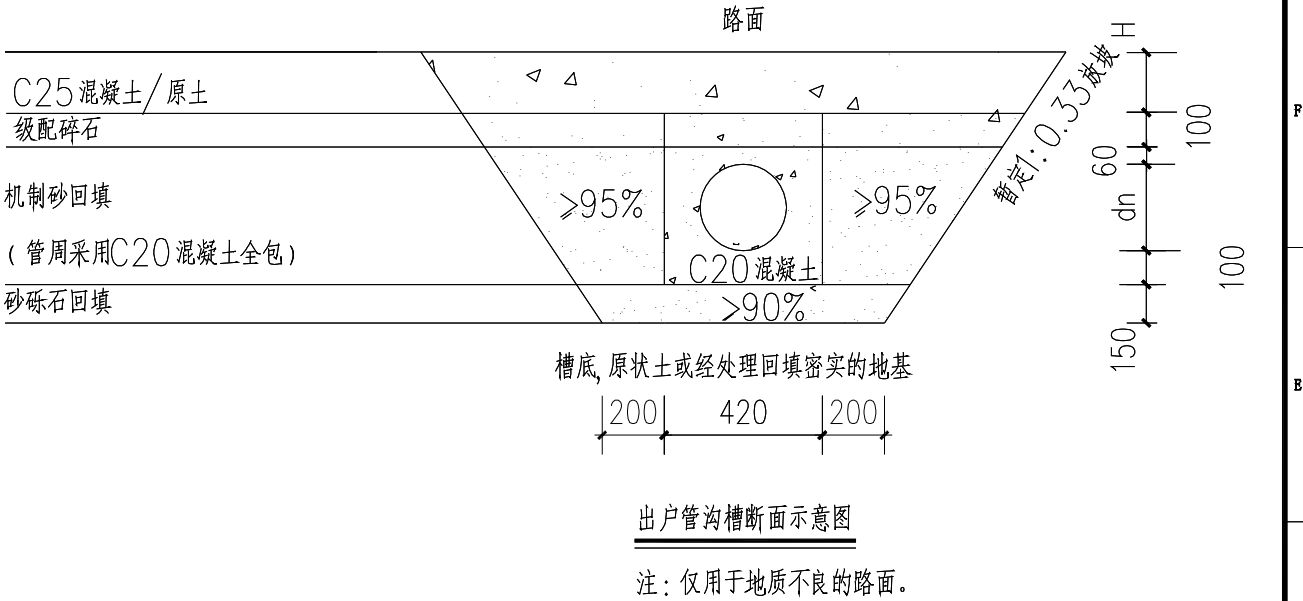 路面
H
C25混凝土/原土
暂定1:0.33放坡
F
100
级配碎石
60
机制砂回填
≥95%
≥95%
dn
(管周采用C20混凝土全包)
C20混凝土
100
砂砾石回填
>90%
150
槽底,原状土或经处理回填密实的地基
E
200
420
200
出户管沟槽断面示意图
注:仅用于地质不良的路面。